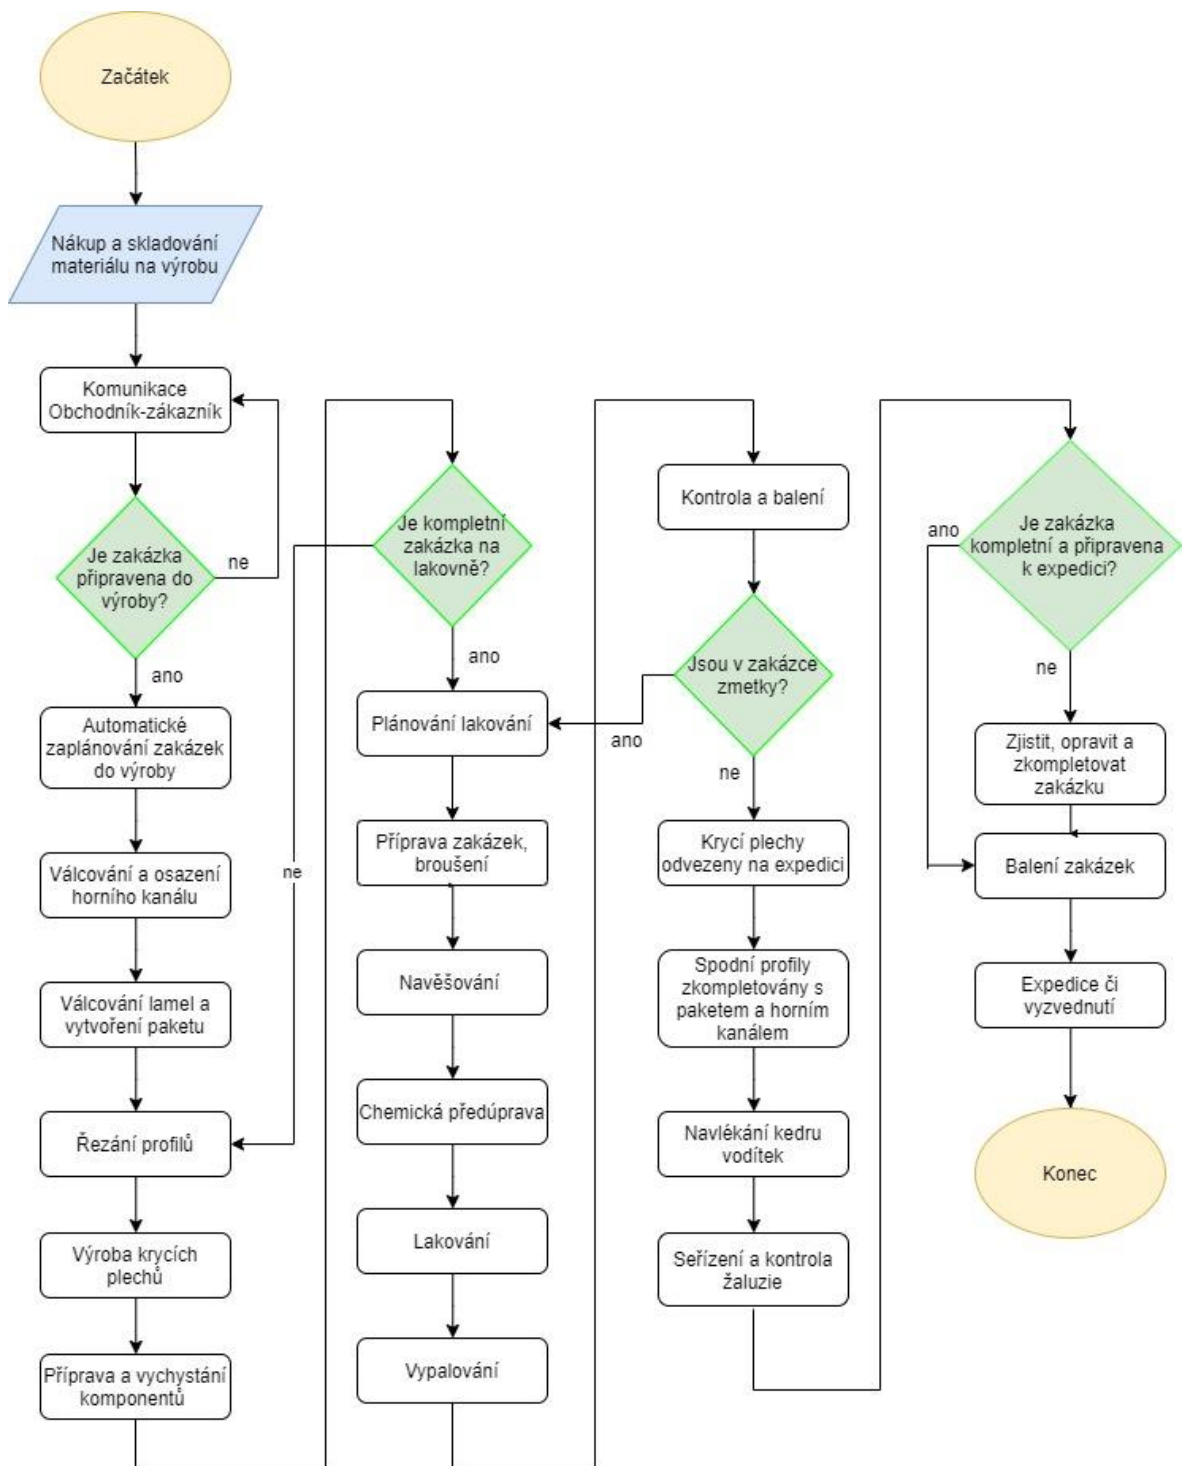 Začátek
Nákup a skladování
materiálu na výrobu
Komunikace
Obchodník-zákazník
Je zakázka
připravena do
výroby?
ne
ano
Automatické
zaplánování zakázek
do výroby
Válcování a osazení
horního kanálu
Válcování lamel a
vytvoření paketu
Řezání profilů
Výroba krycích
plechů
Příprava a vychystání
komponentů
Je kompletní
zakázka na
lakovně?
ne
ano
Plánování lakování
Příprava zakázek,
broušení
Navěšování
Chemická předúprava
Lakování
Vypalování
Kontrola a balení
Jsou v zakázce
zmetky?
ano
ne
Krycí plechy
odvezeny na expedici
Spodní profily
zkompletovány s
paketem a horním
kanálem
Navlékání kedru
vodítek
Seřízení a kontrola
žaluzie
Je zakázka
kompletní a připravena
k expedici?
ano
ne
Zjistit, opravit a
zkompletovat
zakázku
Balení zakázek
Expedice či
vyzvednutí
Konec